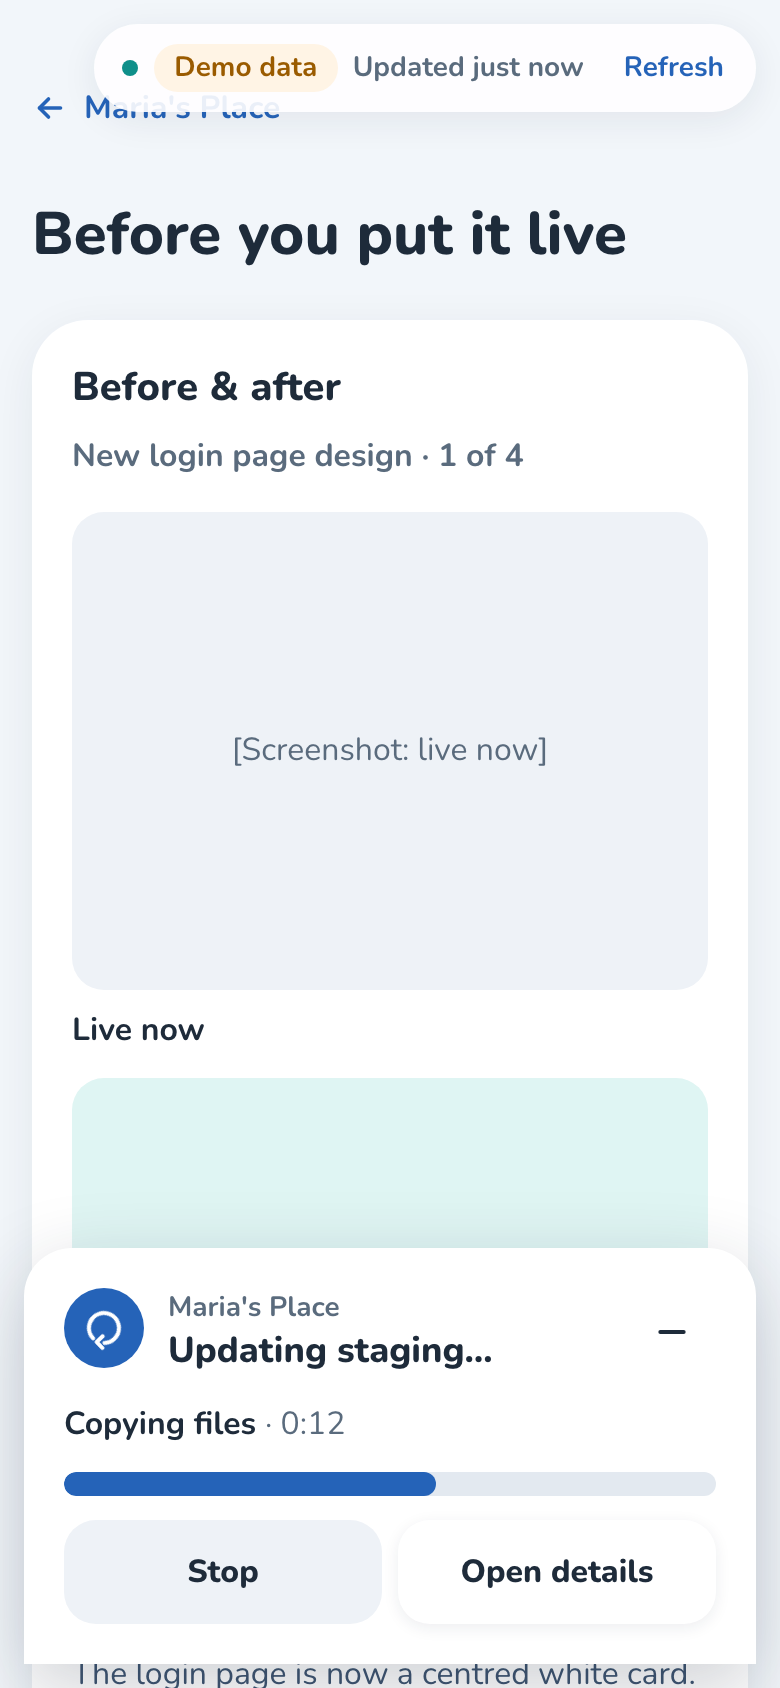 Demo data Updated just now Refresh
Maria's Place
Before you put it live
Before & after
New login page design · 1 of 4
[Screenshot: live now]
Live now
Maria's Place
Updating staging...
Copying files · 0:12
Stop Open details
The login page is now a centred white card.